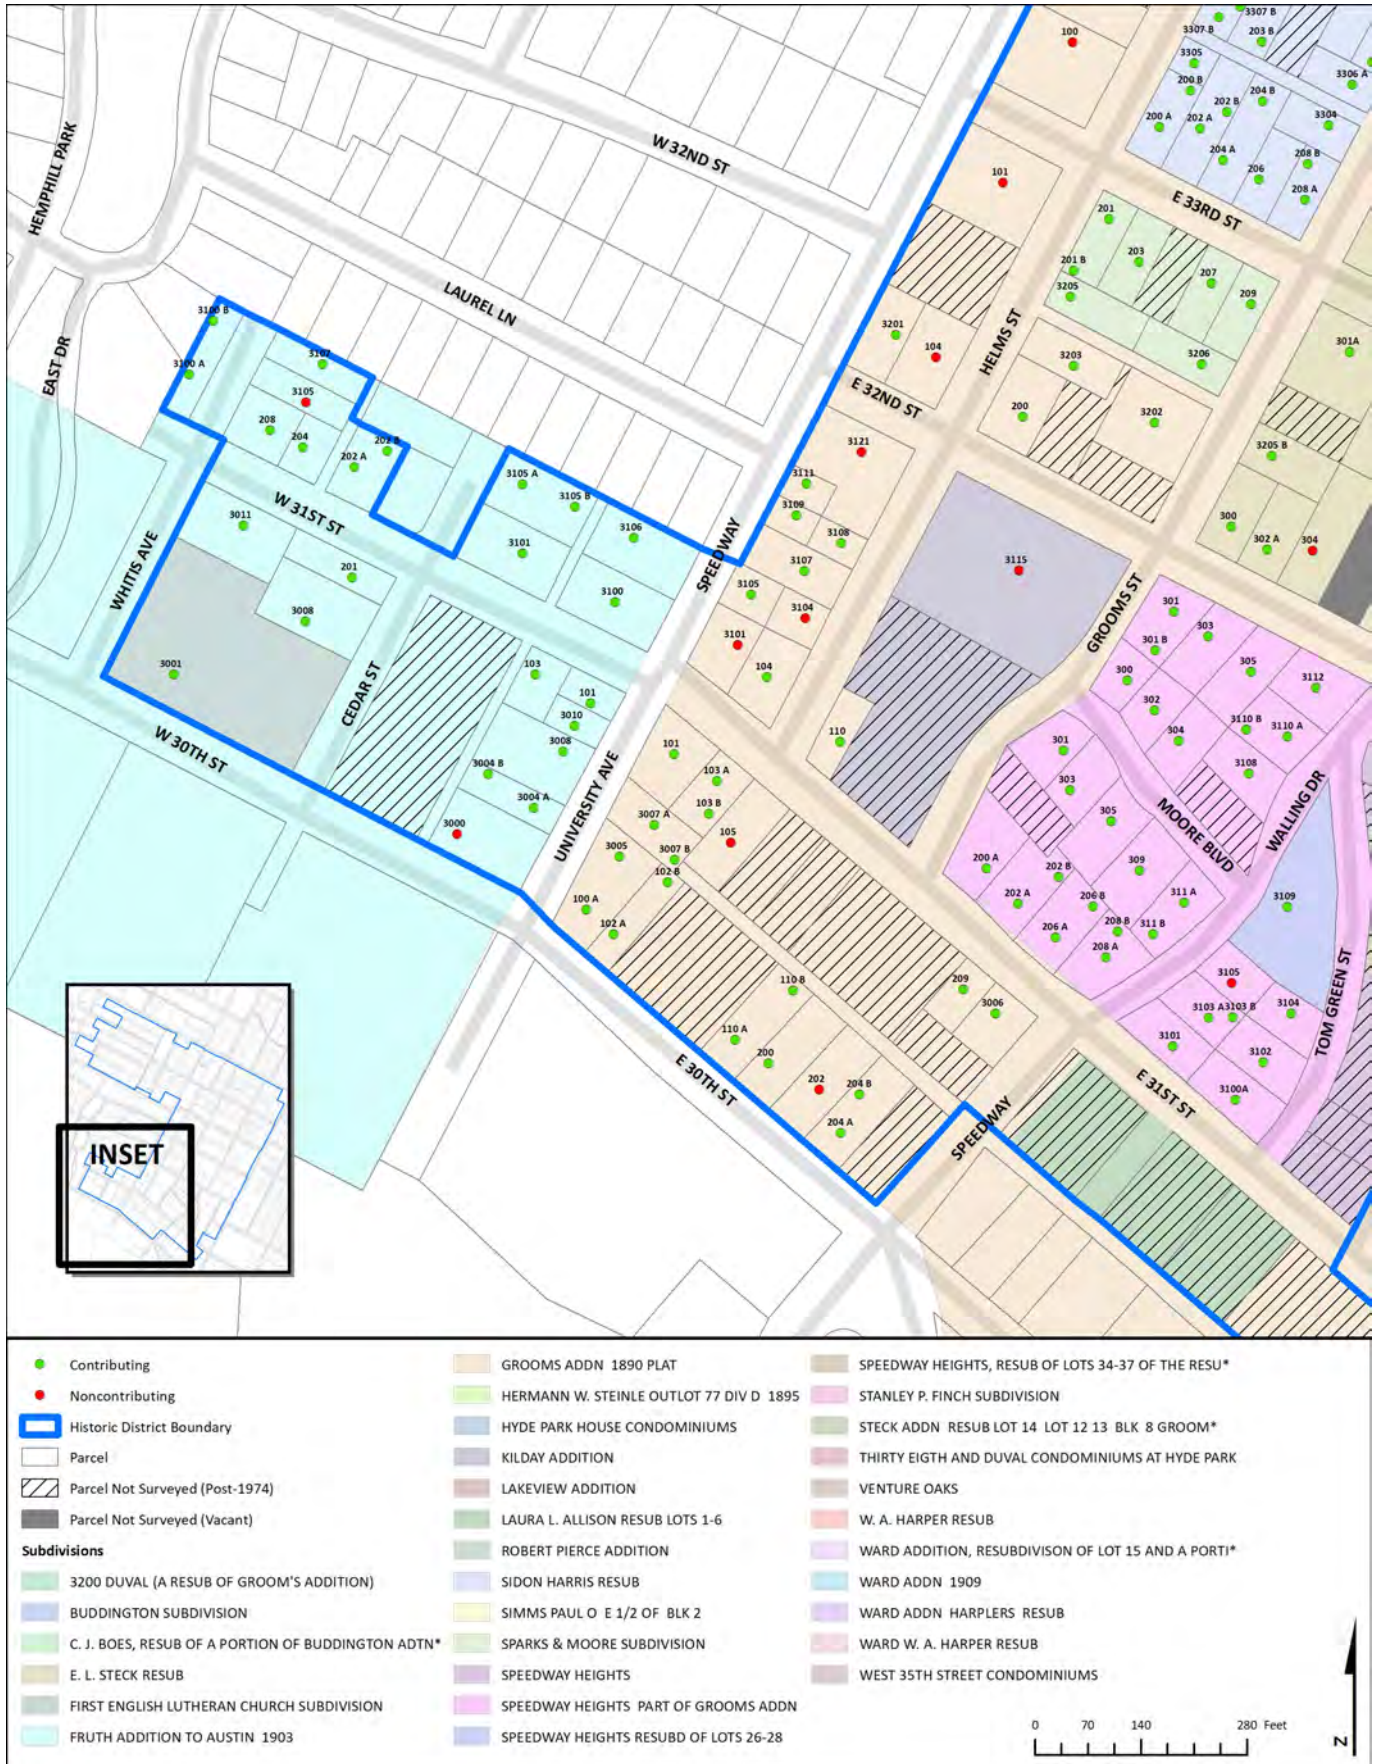 100
3307 B
3307 B
203 B
3305
200 B
3306 A
204 B
202 B
200 A
202 A
3304
204 A
206
208 B
208 A
W 32ND ST
HEMPHILL PARK
101
E 33RD ST
201
203
201 B
3205
207
209
LAUREL LN
HELMS ST
3100 B
3201
104
3203
3206
301A
3107
3100 A
EAST DR
E 32ND ST
3105
200
3202
208
204
202 B
202 A
3121
3205 B
3105 A
3111
3105 B
3109
W 31ST ST
3011
3106
3108
300
302 A
304
3101
SPEEDWAY
3107
3115
WHITIS AVE
201
3105
3100
3104
GROOMS ST
301
3008
303
3101
301 B
104
3001
103
300
305
3112
CEDAR ST
101
302
3010
304
3110 B
3110 A
W 30TH ST
3008
110
301
101
3004 B
103 A
303
3108
UNIVERSITY AVE
3004 A
103 B
305
MOORE BLVD
WALLING DR
3007 A
3000
105
3005
3007 B
200 A
202 B
309
102 B
202 A
206 B
311 A
100 A
208 B
311 B
3109
102 A
206 A
208 A
110 B
209
3006
3105
3103 A
3103 B
3104
TOM GREEN ST
110 A
200
3101
3102
E 30TH ST
202
204 B
E 31ST ST
3100A
204 A
SPEEDWAY
INSET
Contributing
Noncontributing
Historic District Boundary
Parcel
Parcel Not Surveyed (Post-1974)
Parcel Not Surveyed (Vacant)
Subdivisions
3200 DUVAL (A RESUB OF GROOM'S ADDITION)
BUDDINGTON SUBDIVISION
C. J. BOES, RESUB OF A PORTION OF BUDDINGTON ADTN*
E. L. STECK RESUB
FIRST ENGLISH LUTHERAN CHURCH SUBDIVISION
FRUTH ADDITION TO AUSTIN 1903
GROOMS ADDN 1890 PLAT
HERMANN W. STEINLE OUTLOT 77 DIV D 1895
HYDE PARK HOUSE CONDOMINIUMS
KILDAY ADDITION
LAKEVIEW ADDITION
LAURA L. ALLISON RESUB LOTS 1-6
ROBERT PIERCE ADDITION
SIDON HARRIS RESUB
SIMMS PAUL O E 1/2 OF BLK 2
SPARKS & MOORE SUBDIVISION
SPEEDWAY HEIGHTS
SPEEDWAY HEIGHTS PART OF GROOMS ADDN
SPEEDWAY HEIGHTS RESUBD OF LOTS 26-28
SPEEDWAY HEIGHTS, RESUB OF LOTS 34-37 OF THE RESU*
STANLEY P. FINCH SUBDIVISION
STECK ADDN RESUB LOT 14 LOT 12 13 BLK 8 GROOM*
THIRTY EIGTH AND DUVAL CONDOMINIUMS AT HYDE PARK
VENTURE OAKS
W. A. HARPER RESUB
WARD ADDITION, RESUBDIVISON OF LOT 15 AND A PORTI*
WARD ADDN 1909
WARD ADDN HARPLERS RESUB
WARD W. A. HARPER RESUB
WEST 35TH STREET CONDOMINIUMS
0 70 140 280 Feet
N